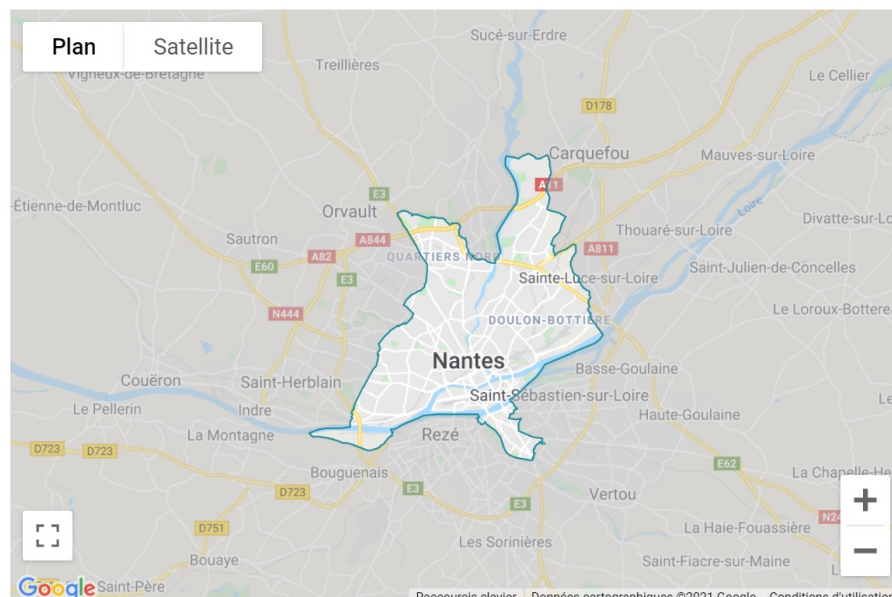 Plan
Satellite
Sucé-sur-Erdre
Treillières
Vigneux-de-Bretagne
Le Cellier
D178
Carquefou
Mauves-sur-Loire
A11
E3
-Étienne-de-Montluc
Orvault
Loire
Divatte-sur-Lo
Thouaré-sur-Loire
Sautron
A844
A811
A82
QUARTIERS NORD
E60
E3
Sainte-Luce-sur-Loire
Saint-Julien-de-Concelles
N444
DOULON-BOTTIÈRE
Le Loroux-Bottere
Nantes
Basse-Goulaine
Couëron
Saint-Herblain
Saint-Sébastien-sur-Loire
Le Pellerin
Indre
Haute-Goulaine
La Montagne
Rezé
D723
D723
E62
Bouguenais
La Chapelle-He
D723
E3
E3
Vertou
N24
D751
La Haie-Fouassière
Les Sorinières
Bouaye
Saint-Fiacre-sur-Maine
Le
Google
Saint-Père
Raccourcis clavier
Données cartographiques ©2021 Google
Conditions d'utilisation